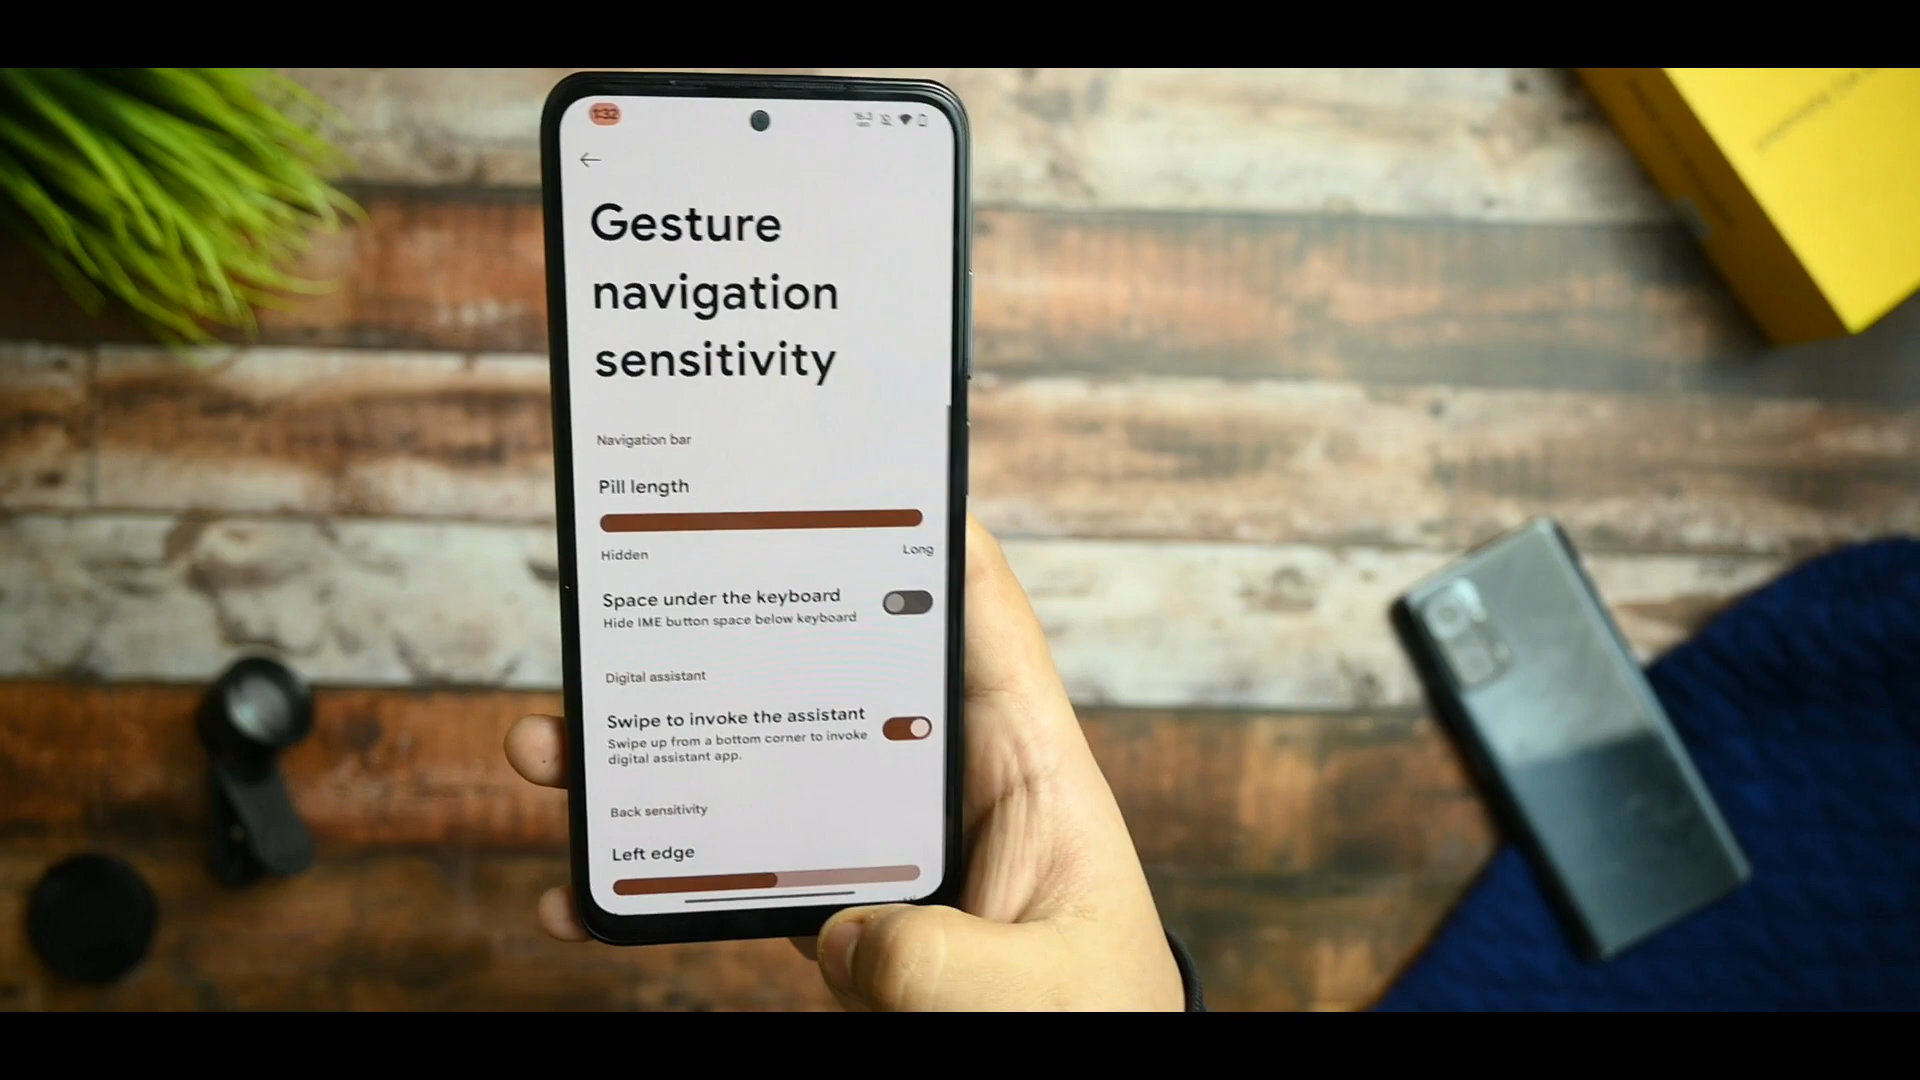 1:32
Gesture
navigation
sensitivity
Navigation bar
Pill length
Hidden Long
Space under the keyboard
Hide IME button space below keyboard
Digital assistant
Swipe to invoke the assistant
Swipe up from a bottom corner to invoke
digital assistant app.
Back sensitivity
Left edge